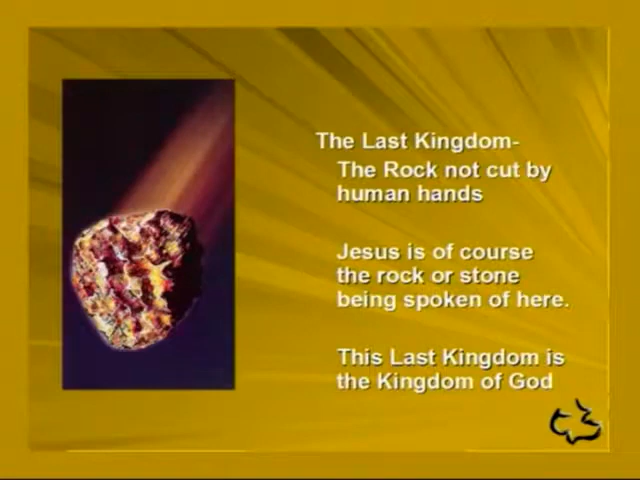 The Last Kingdom-
The Rock not cut by
human hands
Jesus is of course
the rock or stone
being spoken of here.
This Last Kingdom is
the Kingdom of God